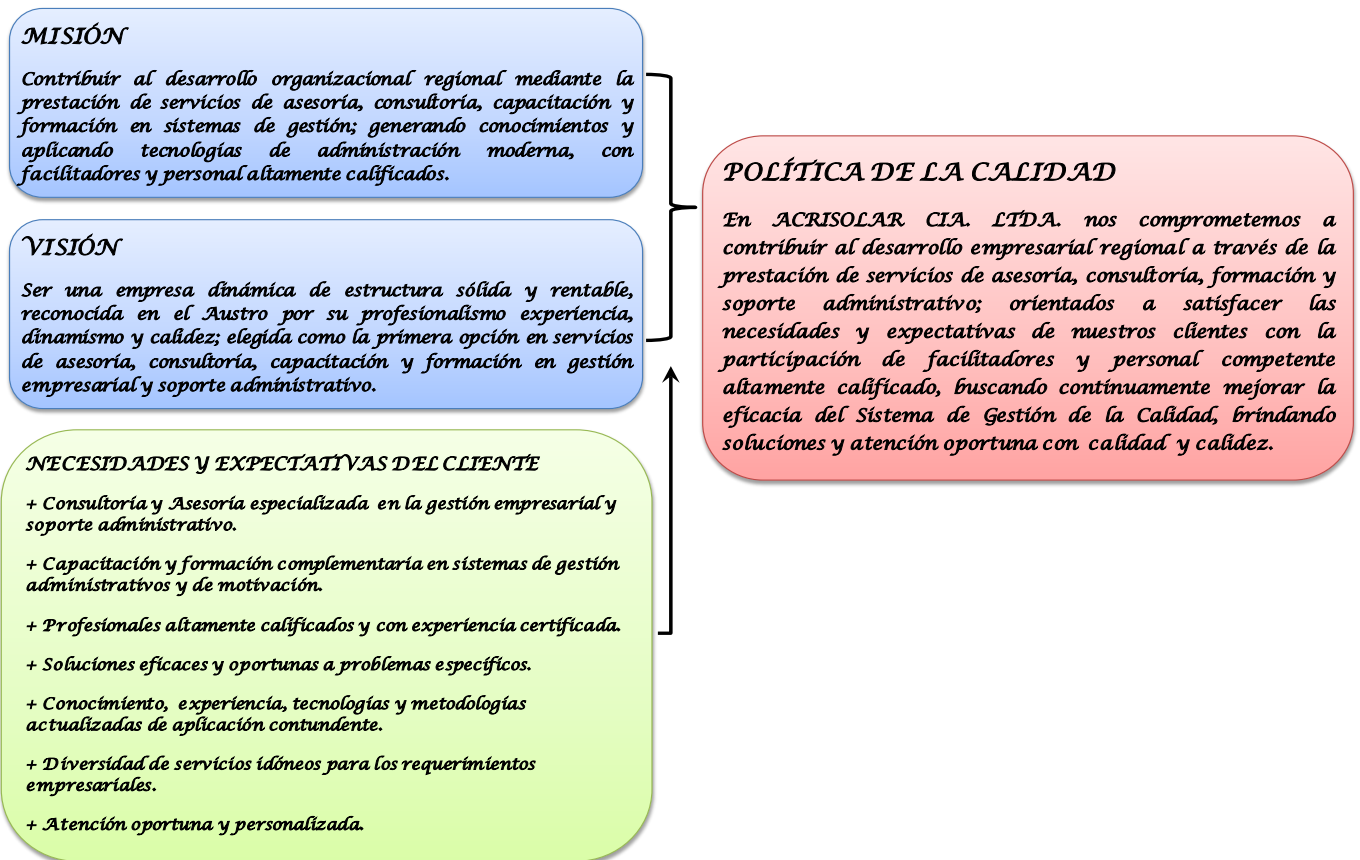 MISIÓN
Contribuir al desarrollo organizacional regional mediante la
prestación de servicios de asesoría, consultoría, capacitación y
formación en sistemas de gestión; generando conocimientos y
aplicando tecnologías de administración moderna, con
facilitadores y personal altamente calificados.
VISIÓN
Ser una empresa dinámica de estructura sólida y rentable,
reconocida en el Austro por su profesionalismo experiencia,
dinamismo y calidez; elegida como la primera opción en servicios
de asesoría, consultoría, capacitación y formación en gestión
empresarial y soporte administrativo.
NECESIDADES Y EXPECTATIVAS DEL CLIENTE
+ Consultoría y Asesoría especializada en la gestión empresarial y
soporte administrativo.
+ Capacitación y formación complementaria en sistemas de gestión
administrativos y de motivación.
+ Profesionales altamente calificados y con experiencia certificada.
+ Soluciones eficaces y oportunas a problemas específicos.
+ Conocimiento, experiencia, tecnologías y metodologías
actualizadas de aplicación contundente.
+ Diversidad de servicios idóneos para los requerimientos
empresariales.
+ Atención oportuna y personalizada.
POLÍTICA DE LA CALIDAD
En ACRISOLAR CIA. LTDA. nos comprometemos a
contribuir al desarrollo empresarial regional a través de la
prestación de servicios de asesoría, consultoría, formación y
soporte administrativo; orientados a satisfacer las
necesidades y expectativas de nuestros clientes con la
participación de facilitadores y personal competente
altamente calificado, buscando continuamente mejorar la
eficacia del Sistema de Gestión de la Calidad, brindando
soluciones y atención oportuna con calidad y calidez.